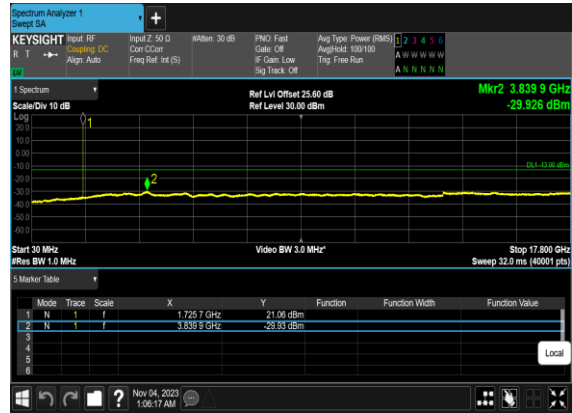 Spectrum Analyzer 1
Swept SA
+
KEYSIGHT Input: RF Input Z: 50 Ω #Atten: 30 dB PNO: Fast Avg Type: Power (RMS) 1 2 3 4 5 6
R T Coupling: DC Corr CCorr Gate: Off Avg|Hold: 100/100 A W W W W W
Align: Auto Freq Ref: Int (S) IF Gain: Low Trig: Free Run
Sig Track: Off A N N N N N
1 Spectrum Ref Lvl Offset 25.60 dB Mkr2 3.839 9 GHz
Scale/Div 10 dB Ref Level 30.00 dBm -29.926 dBm
Log
20.0
10.0
0.00
-10.0
-20.0
-30.0
-40.0
-50.0
-60.0
1
2
DL1 -13.00 dBm
Start 30 MHz Video BW 3.0 MHz* Stop 17.800 GHz
#Res BW 1.0 MHz Sweep 32.0 ms (40001 pts)
5 Marker Table
Mode Trace Scale X Y Function Function Width Function Value
1 N 1 f 1.725 7 GHz 21.06 dBm
2 N 1 f 3.839 9 GHz -29.93 dBm
3
4
5
6
Local
? Nov 04, 2023
1:06:17 AM